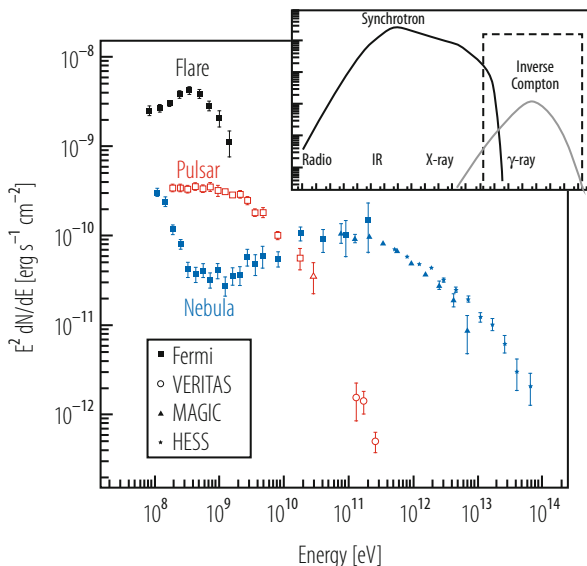 Synchrotron
Inverse
Compton
Radio IR X-ray γ-ray
Flare
Pulsar
Nebula
Fermi
VERITAS
MAGIC
HESS
10⁻⁸
10⁻⁹
10⁻¹⁰
10⁻¹¹
10⁻¹²
E² dN/dE [erg s⁻¹ cm⁻²]
10⁸ 10⁹ 10¹⁰ 10¹¹ 10¹² 10¹³ 10¹⁴
Energy [eV]